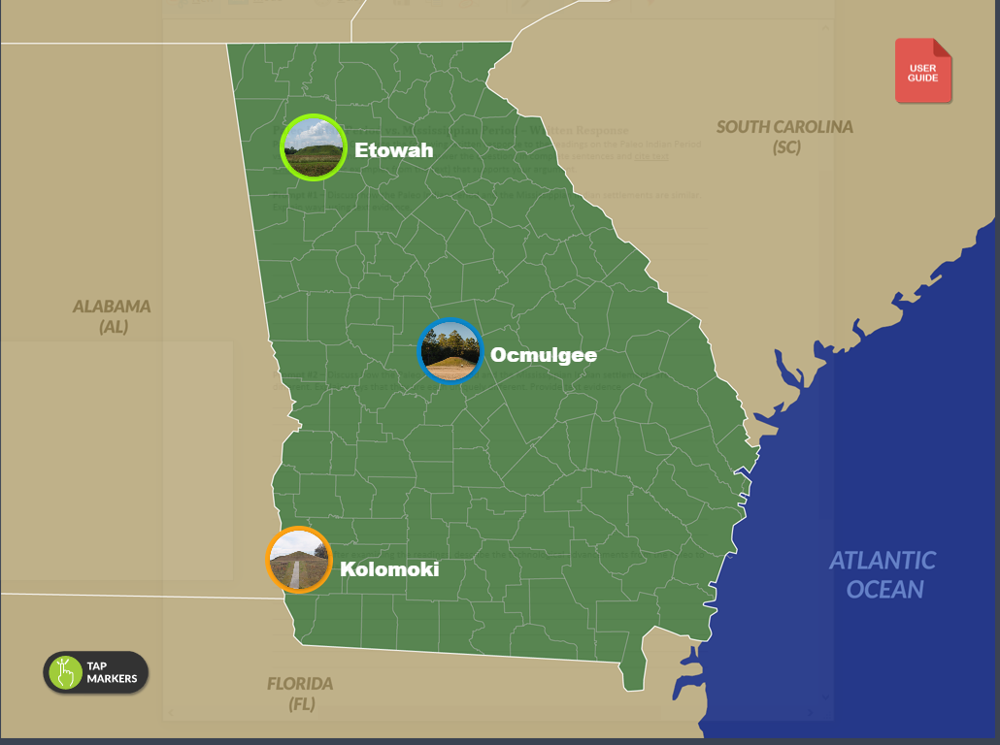 USER
GUIDE
SOUTH CAROLINA
(SC)
Etowah
ALABAMA
(AL)
Ocmulgee
Kolomoki
ATLANTIC
OCEAN
TAP
MARKERS
FLORIDA
(FL)